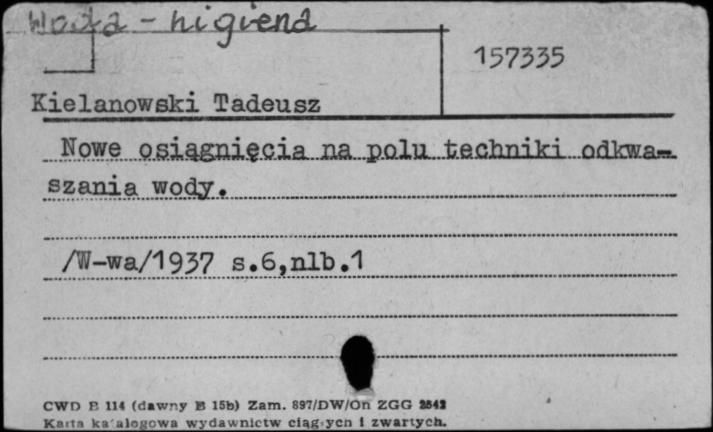 Woda - higiena
157335
Kielanowski Tadeusz
Nowe osiągnięcia na polu techniki odkwa-
szania wody.
/W-wa/1937 s.6,nlb.1
CWD B 114 (dawny B 15b) Zam. 897/DW/On ZGG 2542
Karta katalogowa wydawnictw ciągłych i zwartych.